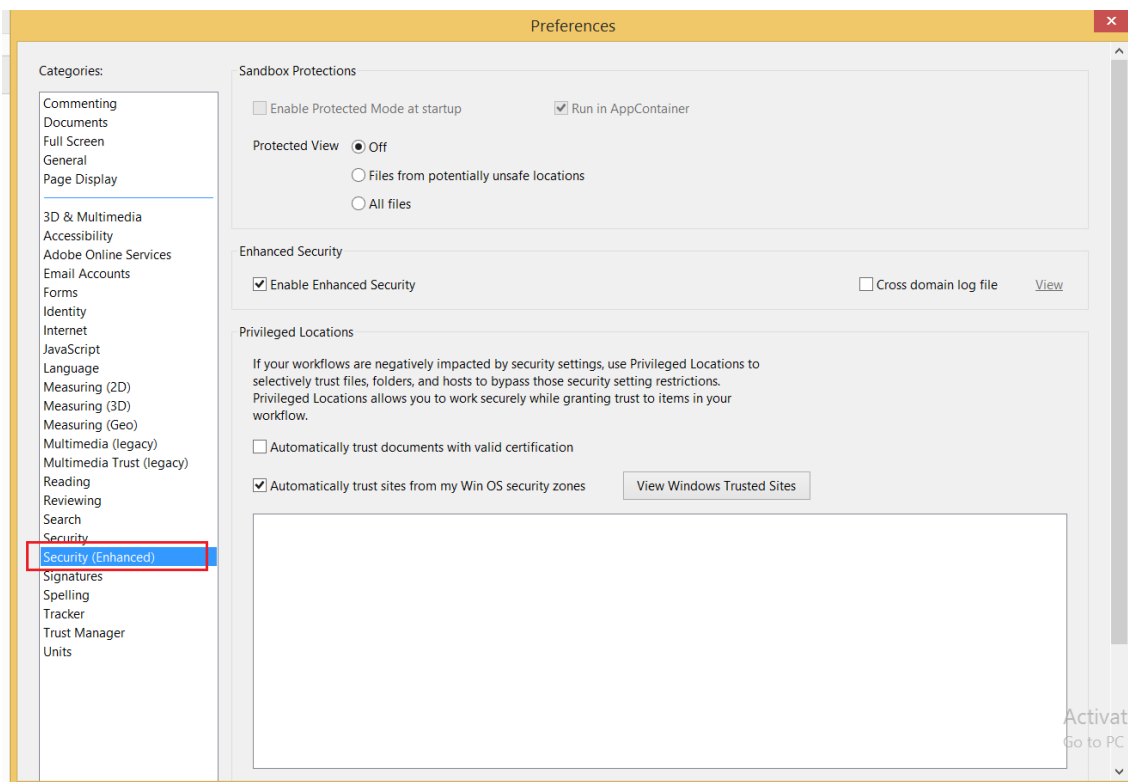 Preferences
Categories:
Commenting
Documents
Full Screen
General
Page Display
3D & Multimedia
Accessibility
Adobe Online Services
Email Accounts
Forms
Identity
Internet
JavaScript
Language
Measuring (2D)
Measuring (3D)
Measuring (Geo)
Multimedia (legacy)
Multimedia Trust (legacy)
Reading
Reviewing
Search
Security
Security (Enhanced)
Signatures
Spelling
Tracker
Trust Manager
Units
Sandbox Protections
Enable Protected Mode at startup
Run in AppContainer
Protected View
Off
Files from potentially unsafe locations
All files
Enhanced Security
Enable Enhanced Security
Cross domain log file
View
Privileged Locations
If your workflows are negatively impacted by security settings, use Privileged Locations to
selectively trust files, folders, and hosts to bypass those security setting restrictions.
Privileged Locations allows you to work securely while granting trust to items in your
workflow.
Automatically trust documents with valid certification
Automatically trust sites from my Win OS security zones
View Windows Trusted Sites
Activat
Go to PC